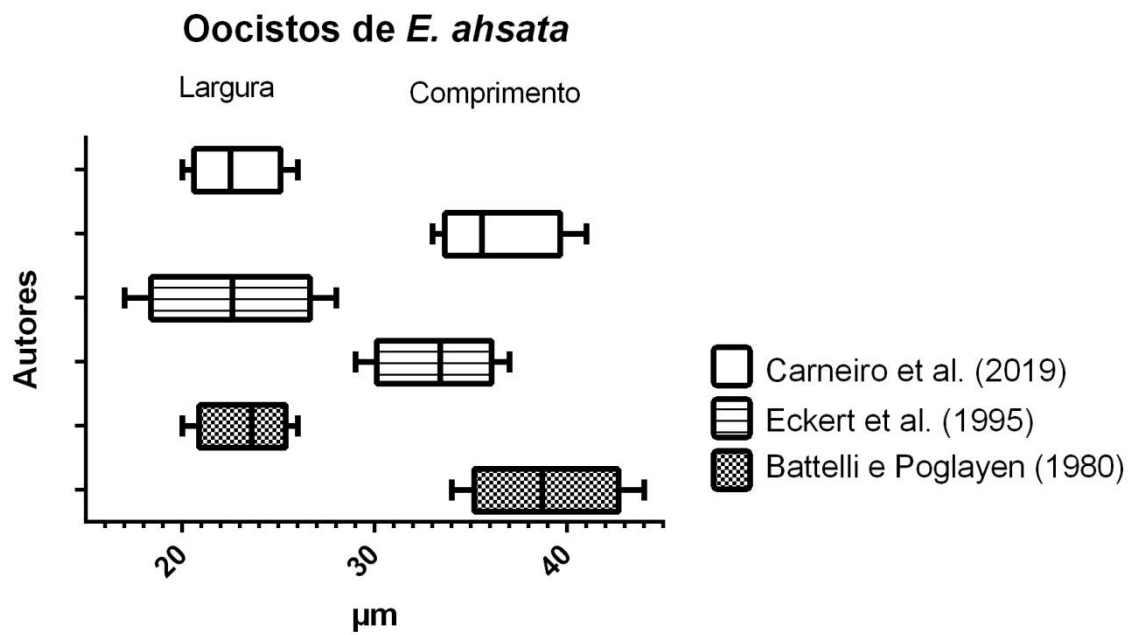 Oocistos de E. ahsata
Largura
Comprimento
Autores
Carneiro et al. (2019)
Eckert et al. (1995)
Battelli e Poglayen (1980)
20
30
40
µm